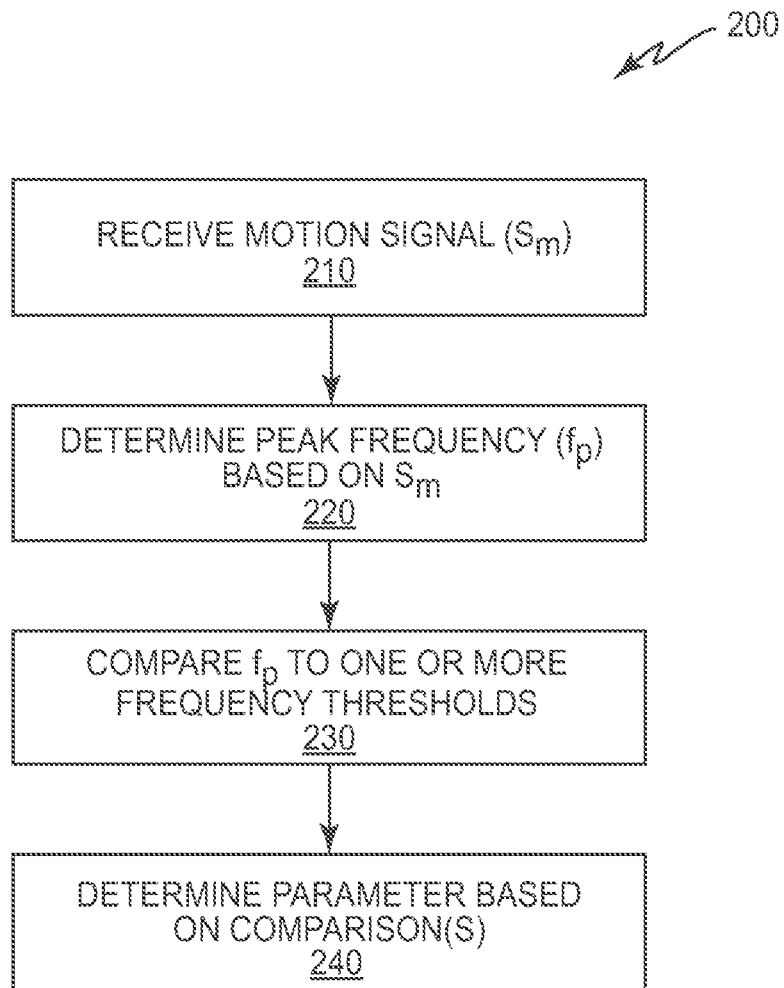 200
RECEIVE MOTION SIGNAL (Sm)
210
DETERMINE PEAK FREQUENCY (fp)
BASED ON Sm
220
COMPARE fp TO ONE OR MORE
FREQUENCY THRESHOLDS
230
DETERMINE PARAMETER BASED
ON COMPARISON(S)
240